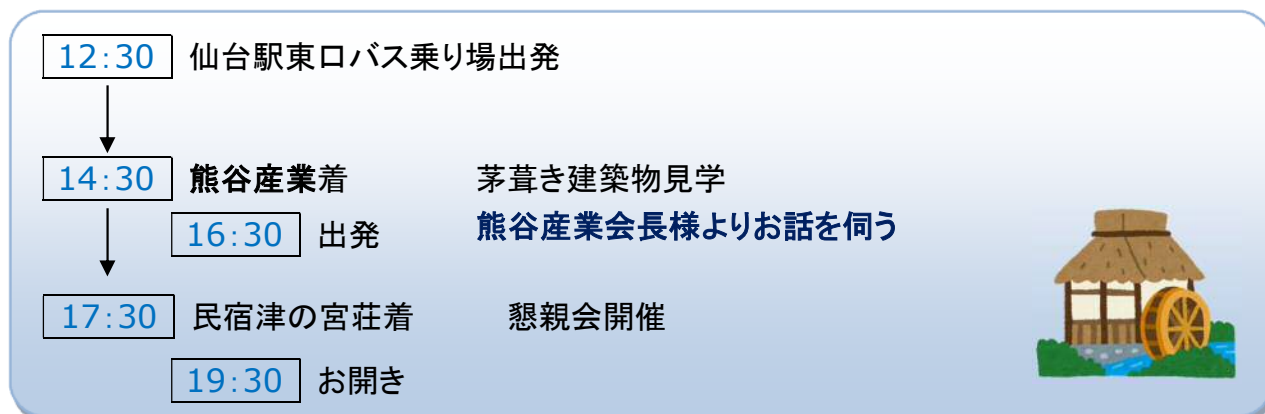 12:30 仙台駅東口バス乗り場出発
14:30 熊谷産業着 茅葺き建築物見学
16:30 出発 熊谷産業会長様よりお話を伺う
17:30 民宿津の宮荘着 懇親会開催
19:30 お開き